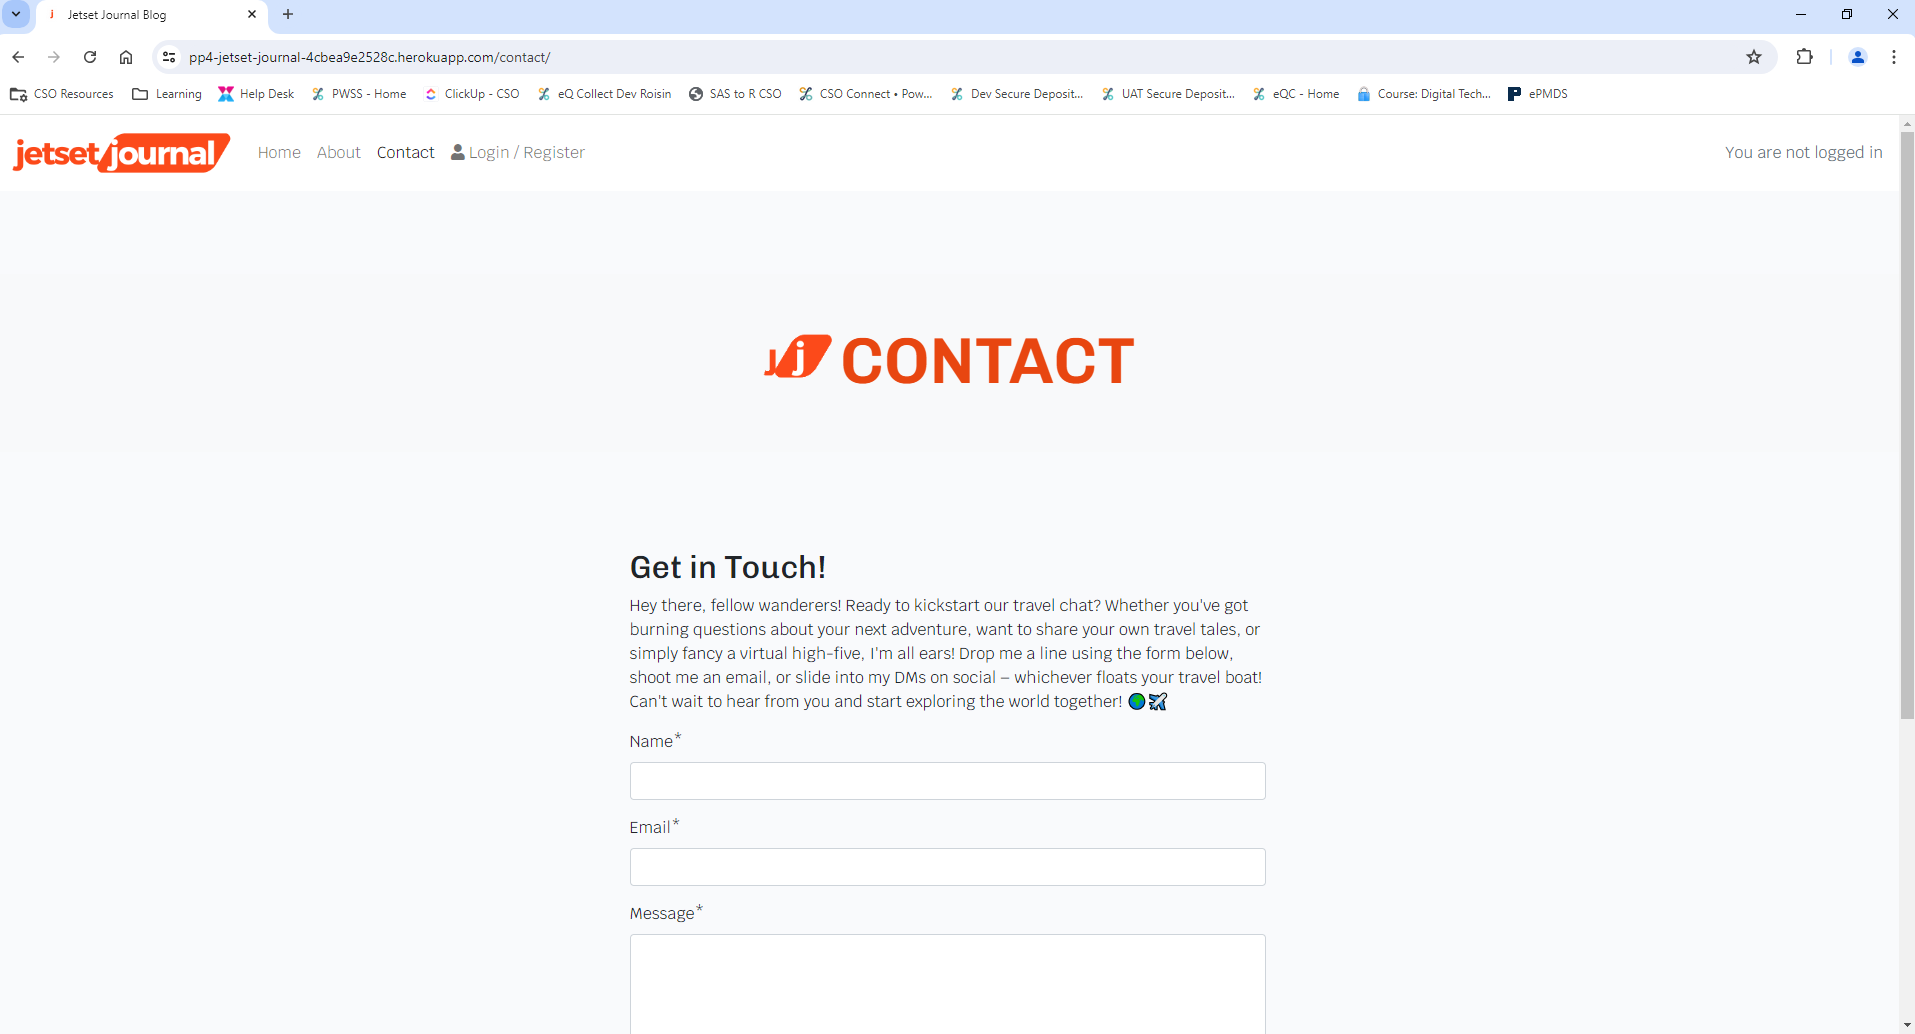 Jetset Journal Blog
pp4-jetset-journal-4cbea9e2528c.herokuapp.com/contact/
CSO Resources Learning Help Desk PWSS - Home ClickUp - CSO eQ Collect Dev Roisin SAS to R CSO CSO Connect • Pow... Dev Secure Deposit... UAT Secure Deposit... eQC - Home Course: Digital Tech... ePMDS
jetset journal Home About Contact Login / Register You are not logged in
Jj CONTACT
Get in Touch!
Hey there, fellow wanderers! Ready to kickstart our travel chat? Whether you've got
burning questions about your next adventure, want to share your own travel tales, or
simply fancy a virtual high-five, I'm all ears! Drop me a line using the form below,
shoot me an email, or slide into my DMs on social – whichever floats your travel boat!
Can't wait to hear from you and start exploring the world together! 🌍✈️
Name*
Email*
Message*